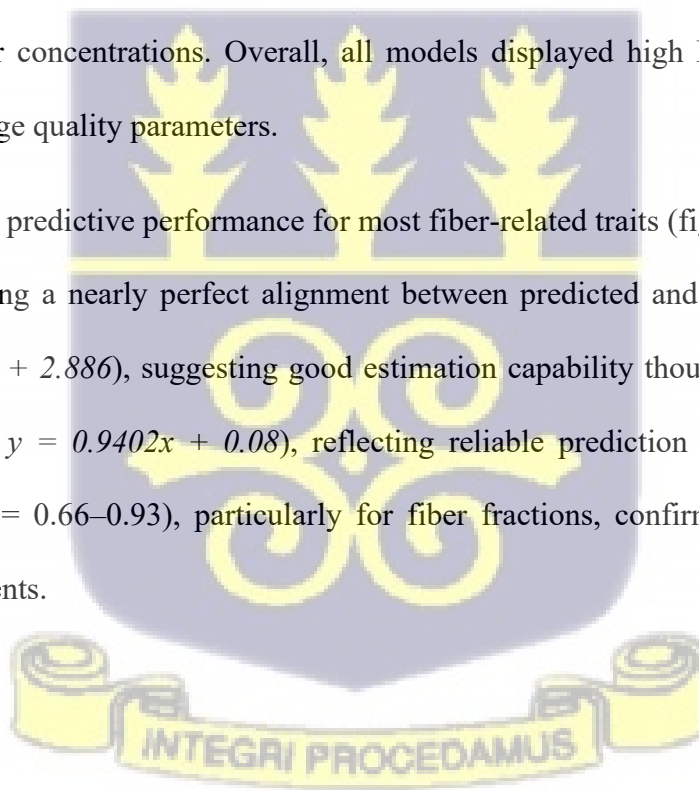 r concentrations. Overall, all models displayed high
ge quality parameters.
predictive performance for most fiber-related traits (fig
ng a nearly perfect alignment between predicted and
+ 2.886), suggesting good estimation capability thou
y = 0.9402x + 0.08), reflecting reliable prediction
= 0.66–0.93), particularly for fiber fractions, confirm
ents.
INTEGRI PROCEDAMUS